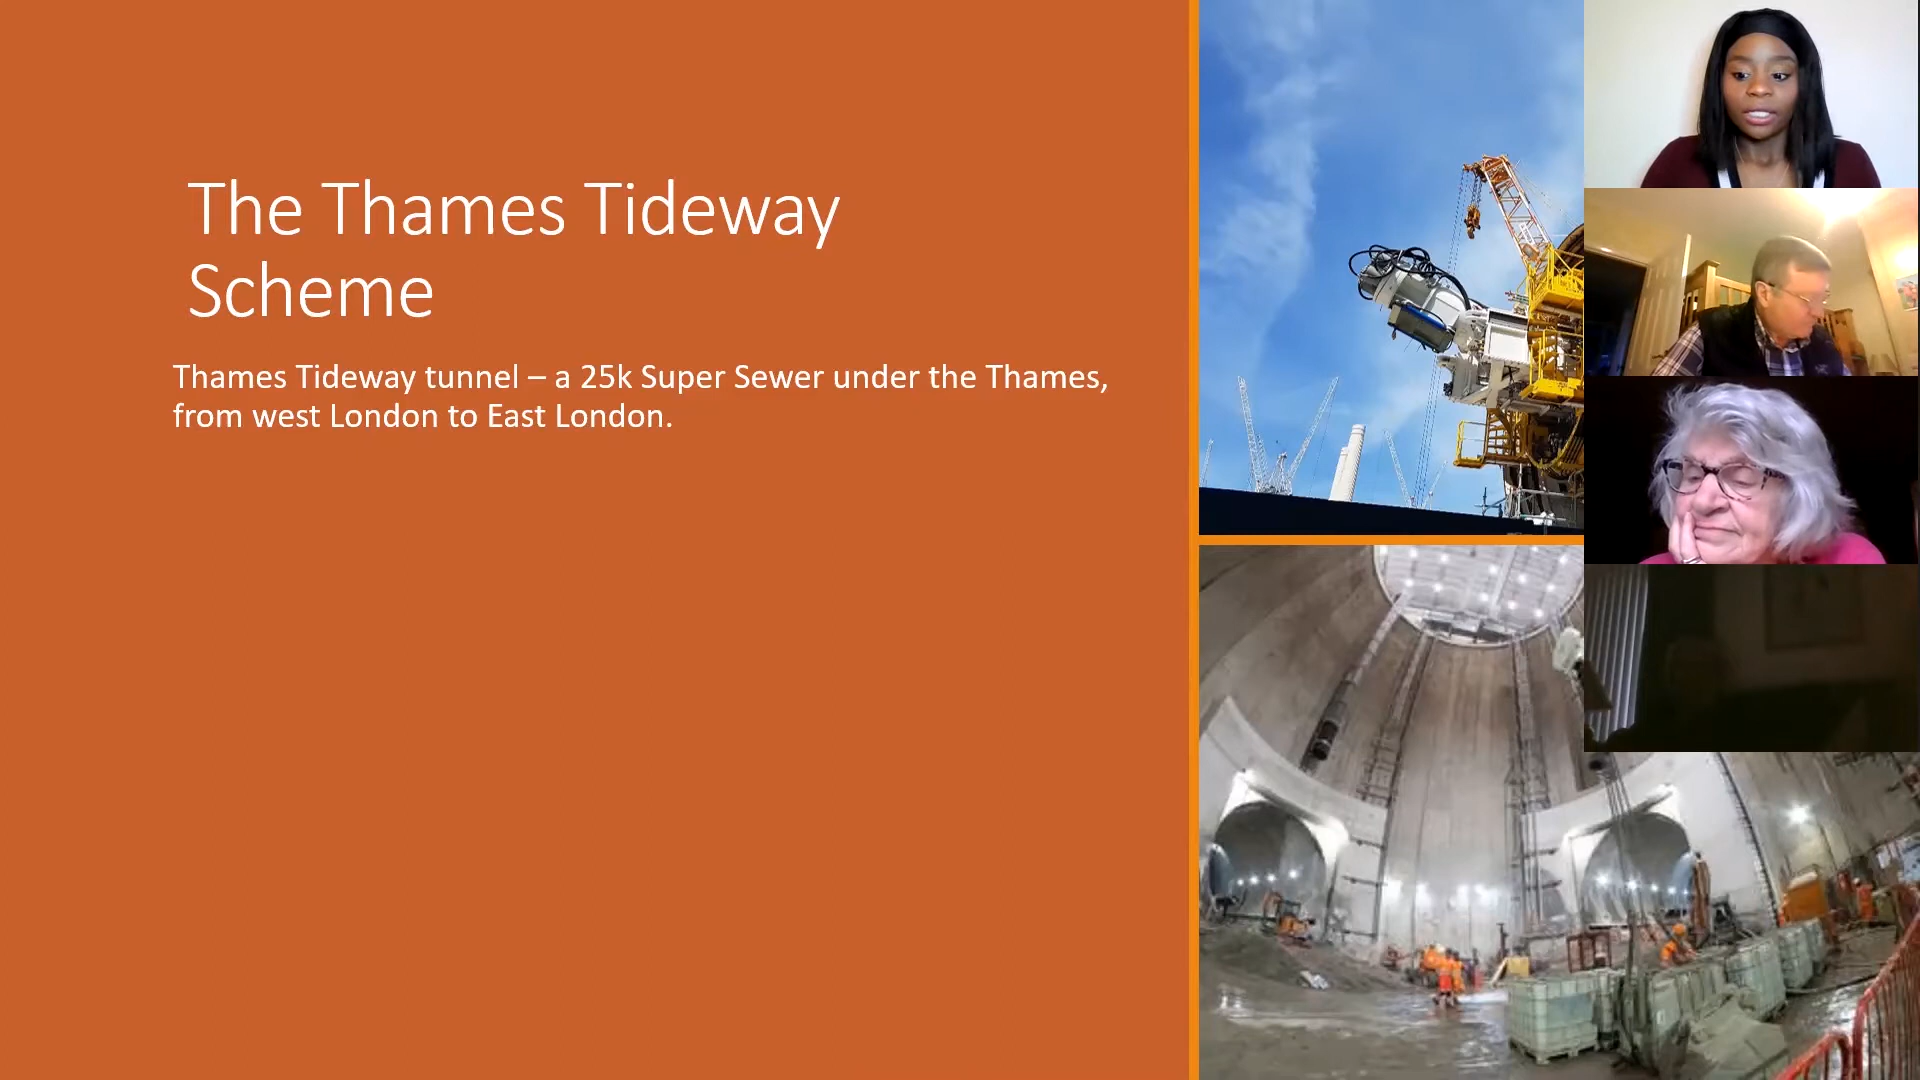 The Thames Tideway
Scheme
Thames Tideway tunnel – a 25k Super Sewer under the Thames,
from west London to East London.